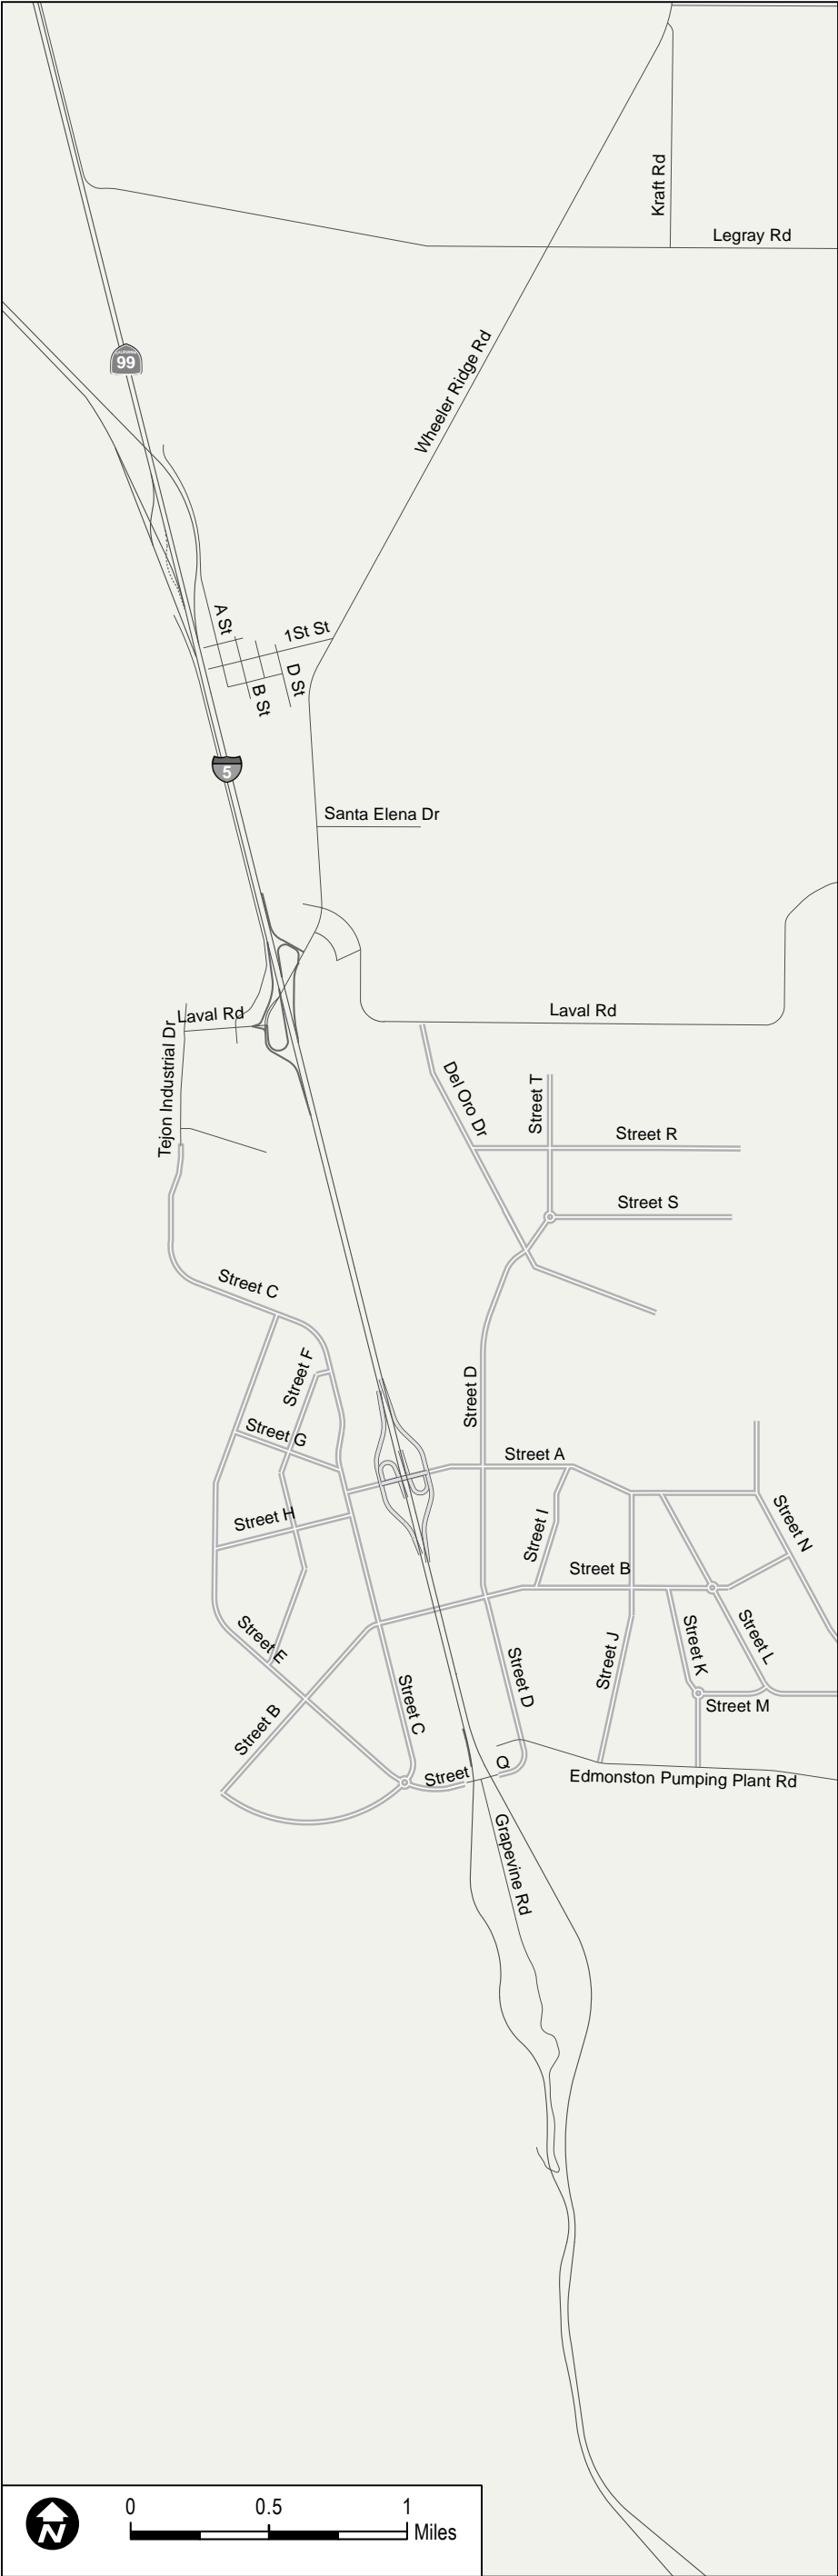 Kraft Rd
Legray Rd
Wheeler Ridge Rd
99
A St
1St St
D St
B St
5
Santa Elena Dr
Laval Rd
Laval Rd
Tejon Industrial Dr
Del Oro Dr
Street T
Street R
Street S
Street C
Street F
Street D
Street G
Street A
Street H
Street I
Street N
Street B
Street E
Street J
Street K
Street L
Street D
Street C
Street B
Street M
Street Q
Edmonston Pumping Plant Rd
Grapevine Rd
N
0 0.5 1
Miles